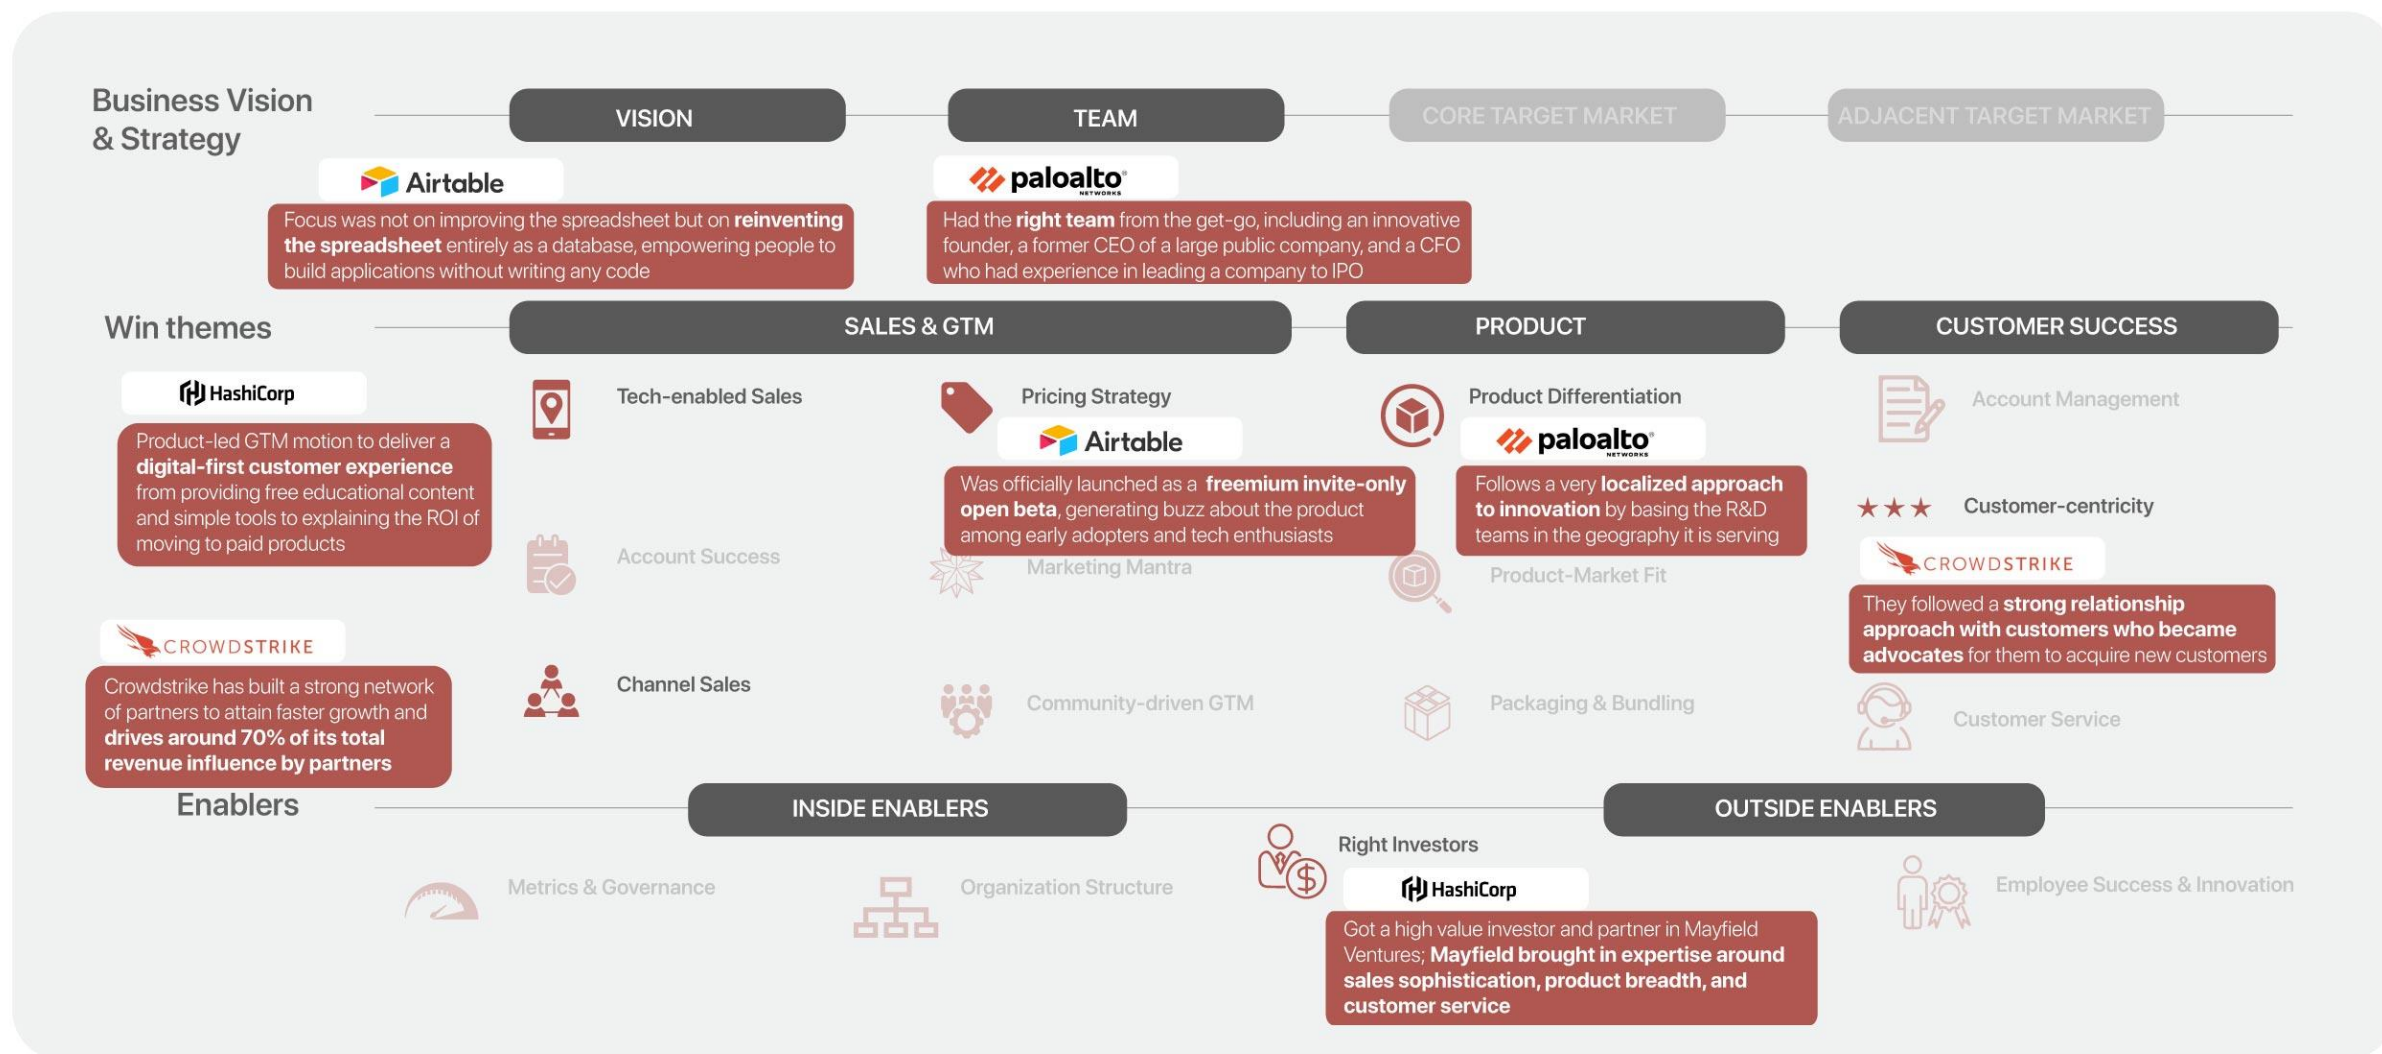 Business Vision
& Strategy
VISION
TEAM
CORE TARGET MARKET
ADJACENT TARGET MARKET
Airtable
Focus was not on improving the spreadsheet but on reinventing
the spreadsheet entirely as a database, empowering people to
build applications without writing any code
paloalto®
NETWORKS
Had the right team from the get-go, including an innovative
founder, a former CEO of a large public company, and a CFO
who had experience in leading a company to IPO
Win themes
SALES & GTM
PRODUCT
CUSTOMER SUCCESS
HashiCorp
Product-led GTM motion to deliver a
digital-first customer experience
from providing free educational content
and simple tools to explaining the ROI of
moving to paid products
Tech-enabled Sales
Pricing Strategy
Airtable
Was officially launched as a freemium invite-only
open beta, generating buzz about the product
among early adopters and tech enthusiasts
Product Differentiation
paloalto®
NETWORKS
Follows a very localized approach
to innovation by basing the R&D
teams in the geography it is serving
Account Management
Customer-centricity
CROWDSTRIKE
They followed a strong relationship
approach with customers who became
advocates for them to acquire new customers
Account Success
Marketing Mantra
Product-Market Fit
CROWDSTRIKE
Crowdstrike has built a strong network
of partners to attain faster growth and
drives around 70% of its total
revenue influence by partners
Channel Sales
Community-driven GTM
Packaging & Bundling
Customer Service
Enablers
INSIDE ENABLERS
OUTSIDE ENABLERS
Metrics & Governance
Organization Structure
Right Investors
$
HashiCorp
Got a high value investor and partner in Mayfield
Ventures; Mayfield brought in expertise around
sales sophistication, product breadth, and
customer service
Employee Success & Innovation